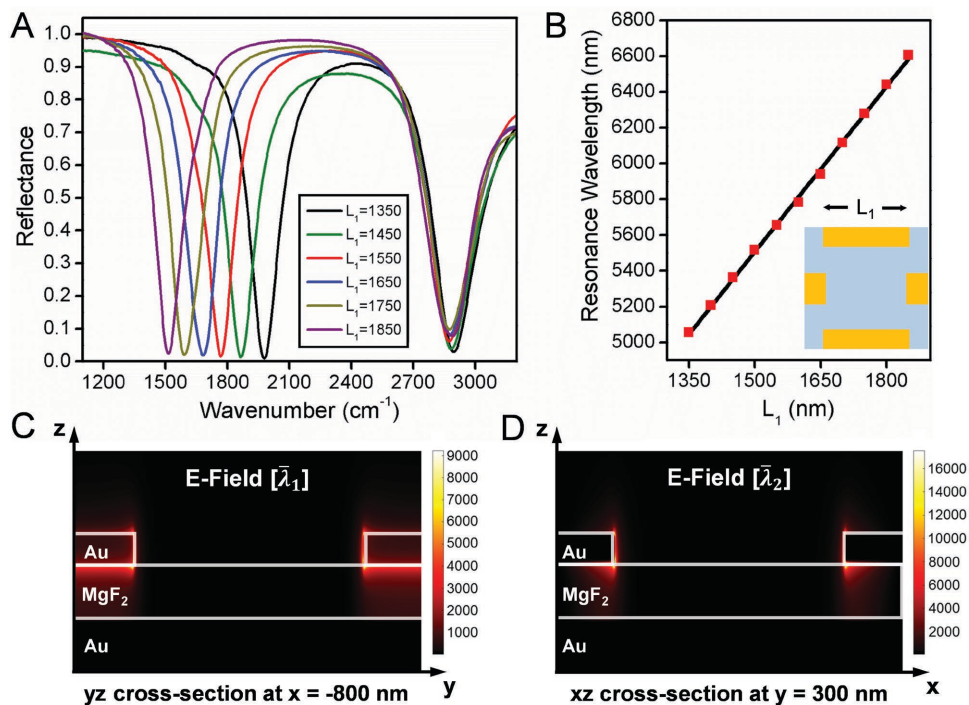 A
Reflectance
1.0
0.9
0.8
0.7
0.6
0.5
0.4
0.3
0.2
0.1
0.0
L₁=1350
L₁=1450
L₁=1550
L₁=1650
L₁=1750
L₁=1850
1100 1500 1900 2300 2700 3000
Wavenumber (cm⁻¹)
B
Resonance Wavelength (nm)
6800
6600
6400
6200
6000
5800
5600
5400
5200
5000
L₁
1350 1500 1650 1800
L₁ (nm)
C
z
E-Field [λ̄₁]
Au
MgF₂
Au
y
9000
8000
7000
6000
5000
4000
3000
2000
1000
yz cross-section at x = -800 nm
D
z
E-Field [λ̄₂]
Au
MgF₂
Au
x
16000
14000
12000
10000
8000
6000
4000
2000
xz cross-section at y = 300 nm